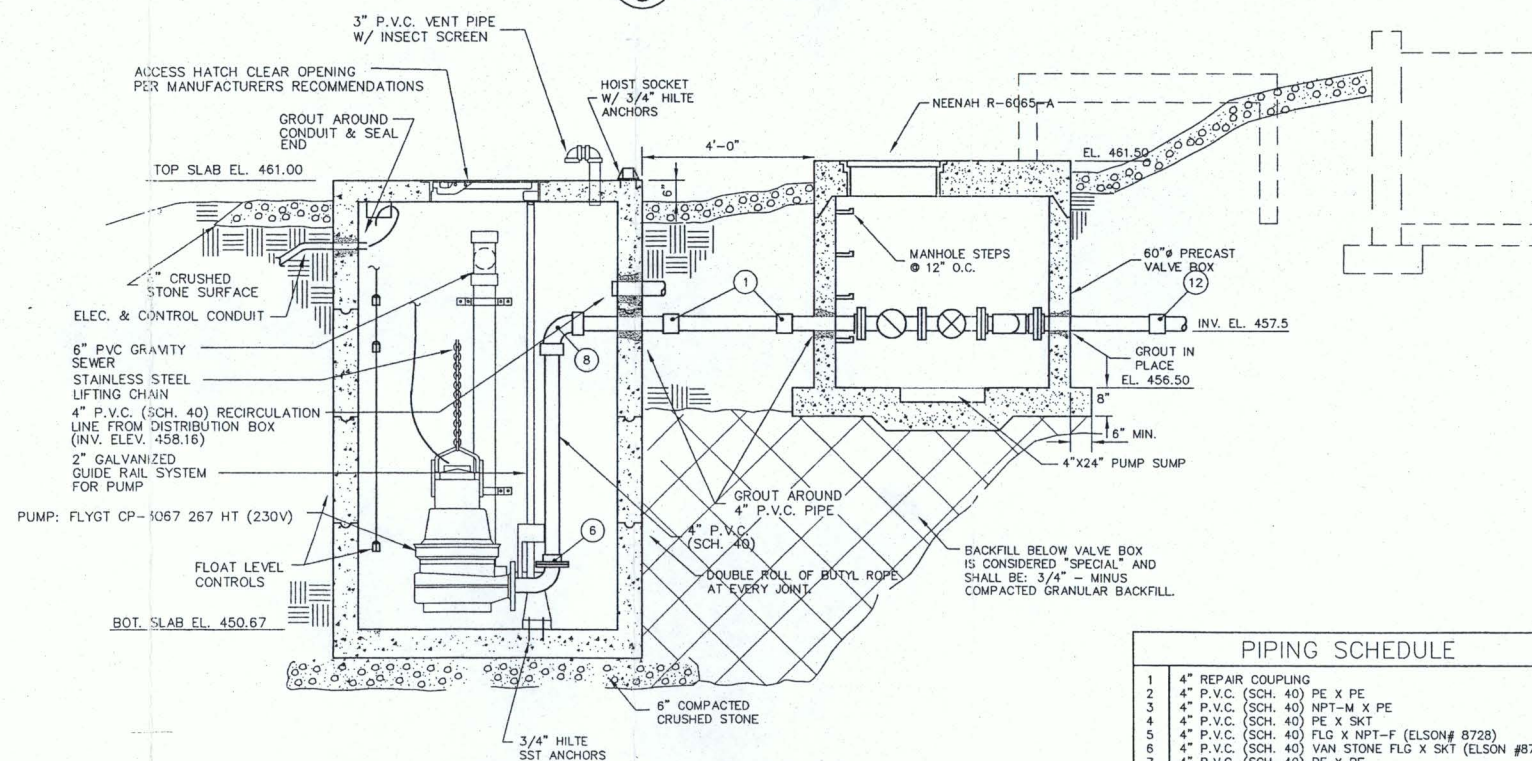 3" P.V.C. VENT PIPE
W/ INSECT SCREEN
ACCESS HATCH CLEAR OPENING
PER MANUFACTURERS RECOMMENDATIONS
HOIST SOCKET
W/ 3/4" HILTE
ANCHORS
NEENAH R-6065-A
GROUT AROUND
CONDUIT & SEAL
END
4'-0"
EL. 461.50
TOP SLAB EL. 461.00
6"
MANHOLE STEPS
@ 12" O.C.
60"ø PRECAST
VALVE BOX
" CRUSHED
STONE SURFACE
1
12
ELEC. & CONTROL CONDUIT
INV. EL. 457.5
6" PVC GRAVITY
SEWER
8
GROUT IN
PLACE
EL. 456.50
STAINLESS STEEL
LIFTING CHAIN
8"
4" P.V.C. (SCH. 40) RECIRCULATION
LINE FROM DISTRIBUTION BOX
(INV. ELEV. 458.16)
6" MIN.
2" GALVANIZED
GUIDE RAIL SYSTEM
FOR PUMP
4"X24" PUMP SUMP
GROUT AROUND
4" P.V.C. PIPE
PUMP: FLYGT CP-3067 267 HT (230V)
6
4" P.V.C.
(SCH. 40)
BACKFILL BELOW VALVE BOX
IS CONSIDERED "SPECIAL" AND
SHALL BE: 3/4" - MINUS
COMPACTED GRANULAR BACKFILL.
FLOAT LEVEL
CONTROLS
DOUBLE ROLL OF BUTYL ROPE
AT EVERY JOINT.
BOT. SLAB EL. 450.67
6" COMPACTED
CRUSHED STONE
3/4" HILTE
SST ANCHORS
PIPING SCHEDULE
1 4" REPAIR COUPLING
2 4" P.V.C. (SCH. 40) PE X PE
3 4" P.V.C. (SCH. 40) NPT-M X PE
4 4" P.V.C. (SCH. 40) PE X SKT
5 4" P.V.C. (SCH. 40) FLG X NPT-F (ELSON# 8728)
6 4" P.V.C. (SCH. 40) VAN STONE FLG X SKT (ELSON #87
7 4" P.V.C. (SCH. 40) PE X PE